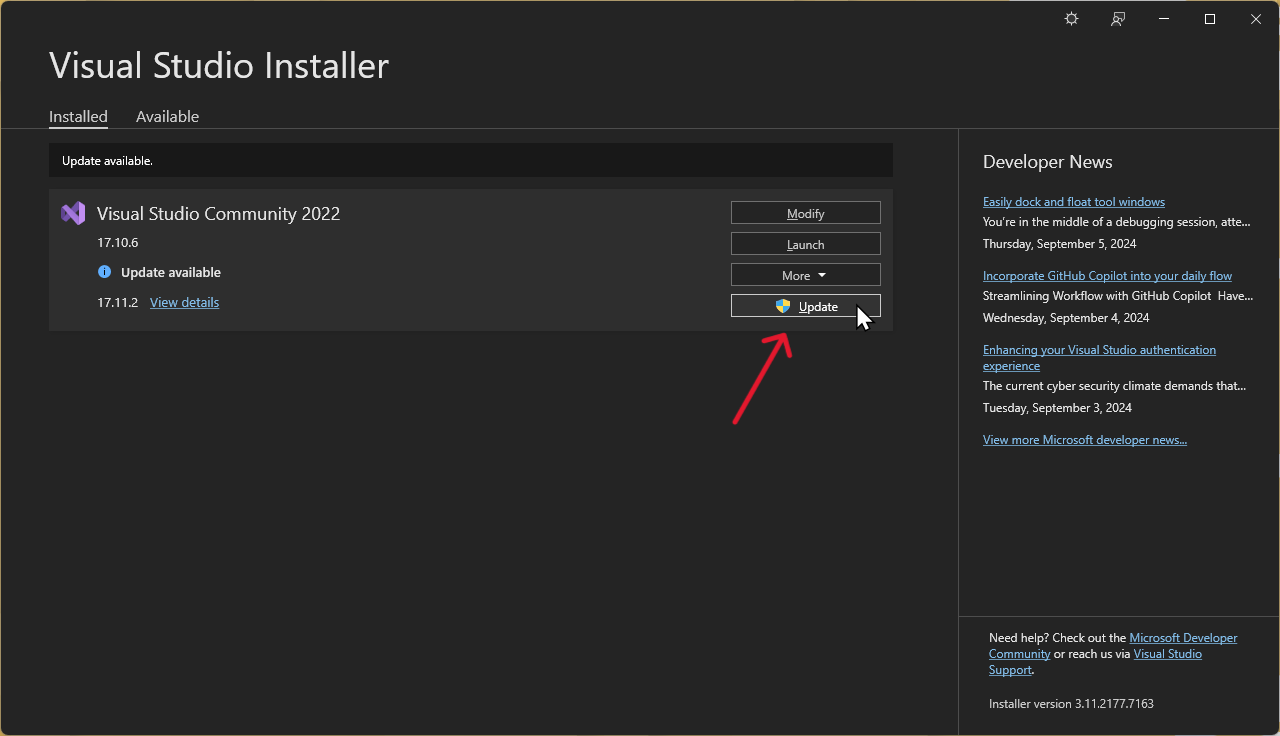 Visual Studio Installer
Installed
Available
Update available.
Visual Studio Community 2022
17.10.6
Update available
17.11.2 View details
Modify
Launch
More
Update
Developer News
Easily dock and float tool windows
You're in the middle of a debugging session, atte...
Thursday, September 5, 2024
Incorporate GitHub Copilot into your daily flow
Streamlining Workflow with GitHub Copilot  Have...
Wednesday, September 4, 2024
Enhancing your Visual Studio authentication
experience
The current cyber security climate demands that...
Tuesday, September 3, 2024
View more Microsoft developer news...
Need help? Check out the Microsoft Developer
Community or reach us via Visual Studio
Support.
Installer version 3.11.2177.7163